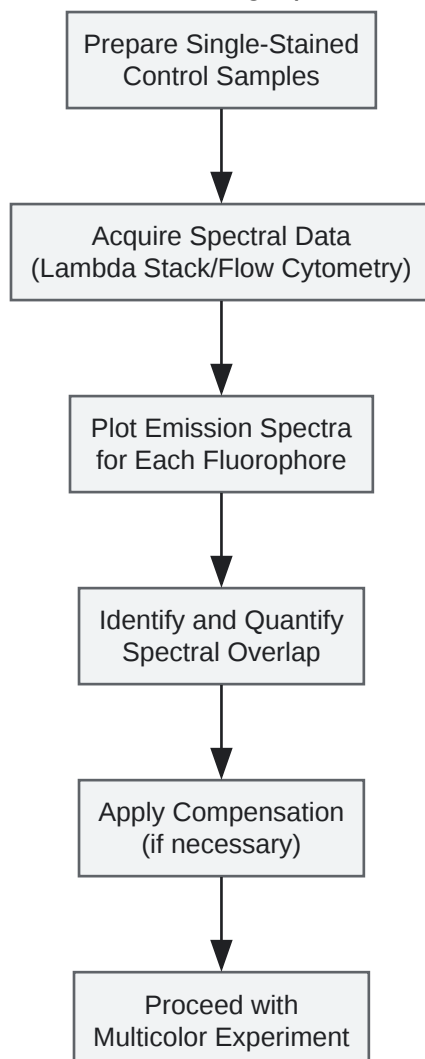 Prepare Single-Stained
Control Samples
Acquire Spectral Data
(Lambda Stack/Flow Cytometry)
Plot Emission Spectra
for Each Fluorophore
Identify and Quantify
Spectral Overlap
Apply Compensation
(if necessary)
Proceed with
Multicolor Experiment